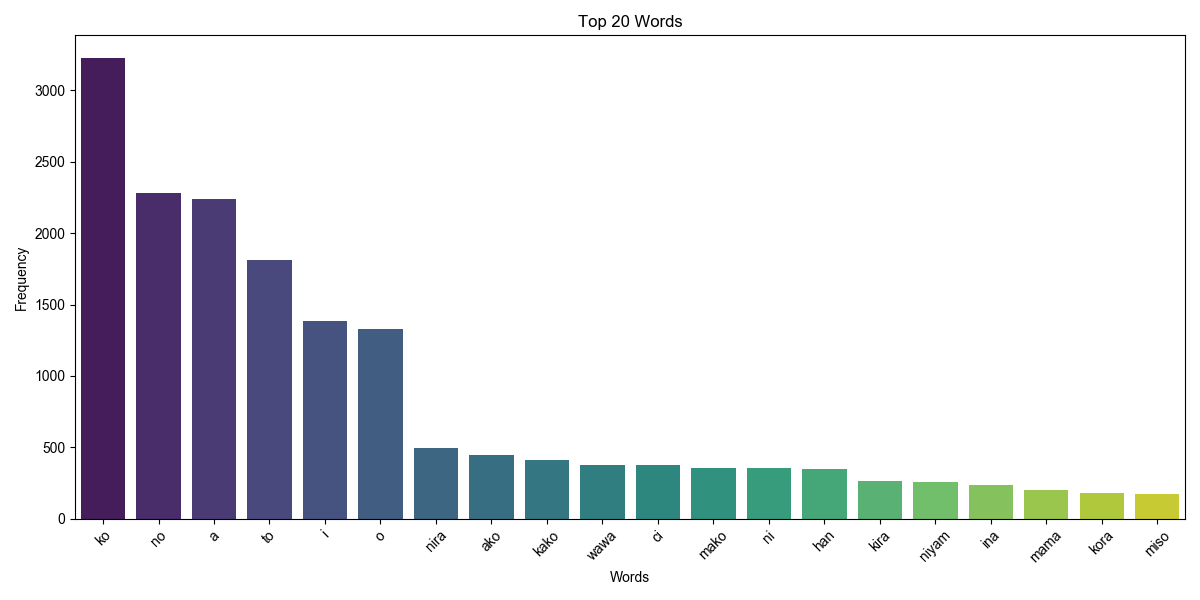 Top 20 Words
Frequency
3000
2500
2000
1500
1000
500
0
ko no a to i o nira ako kako wawa ci mako ni han kira niyam ina mama kora miso
Words